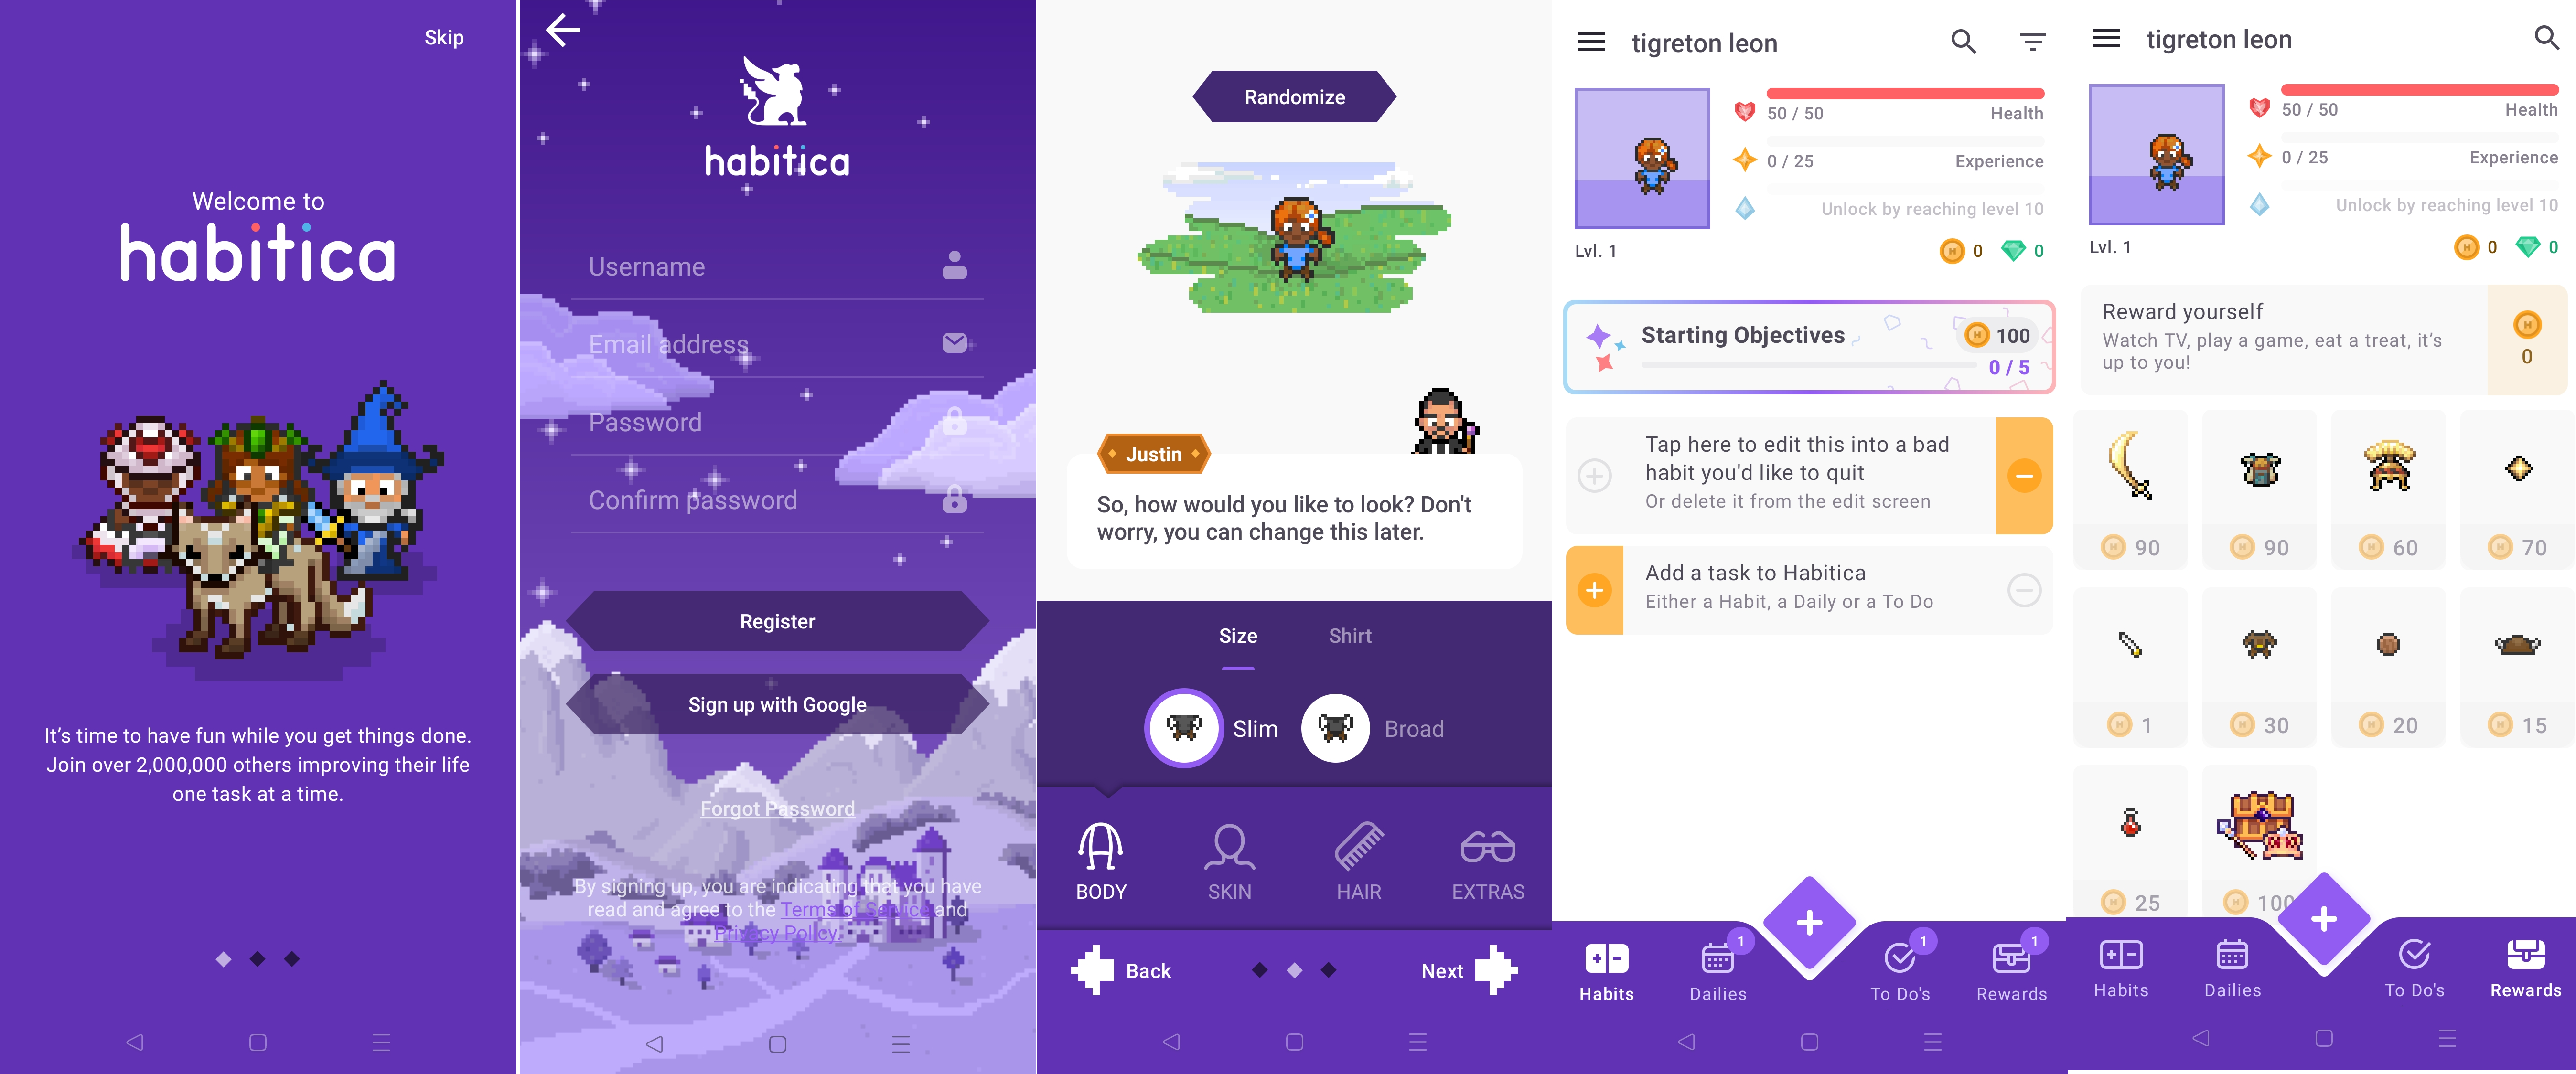 Skip
Welcome to
habitica
It's time to have fun while you get things done.
Join over 2,000,000 others improving their life
one task at a time.
habitica
Username
Email address
Password
Confirm password
Register
Sign up with Google
Forgot Password
By signing up, you are indicating that you have
read and agree to the Terms of Service and
Privacy Policy.
Randomize
Justin
So, how would you like to look? Don't
worry, you can change this later.
Size
Shirt
Slim
Broad
BODY
SKIN
HAIR
EXTRAS
Back
Next
tigreton leon
50 / 50
Health
0 / 25
Experience
Unlock by reaching level 10
Lvl. 1
0
0
Starting Objectives
100
0 / 5
Tap here to edit this into a bad
habit you'd like to quit
Or delete it from the edit screen
Add a task to Habitica
Either a Habit, a Daily or a To Do
Habits
1
Dailies
1
To Do's
1
Rewards
tigreton leon
50 / 50
Health
0 / 25
Experience
Unlock by reaching level 10
Lvl. 1
0
0
Reward yourself
Watch TV, play a game, eat a treat, it's
up to you!
0
90
90
60
70
1
30
20
15
25
100
Habits
Dailies
To Do's
Rewards